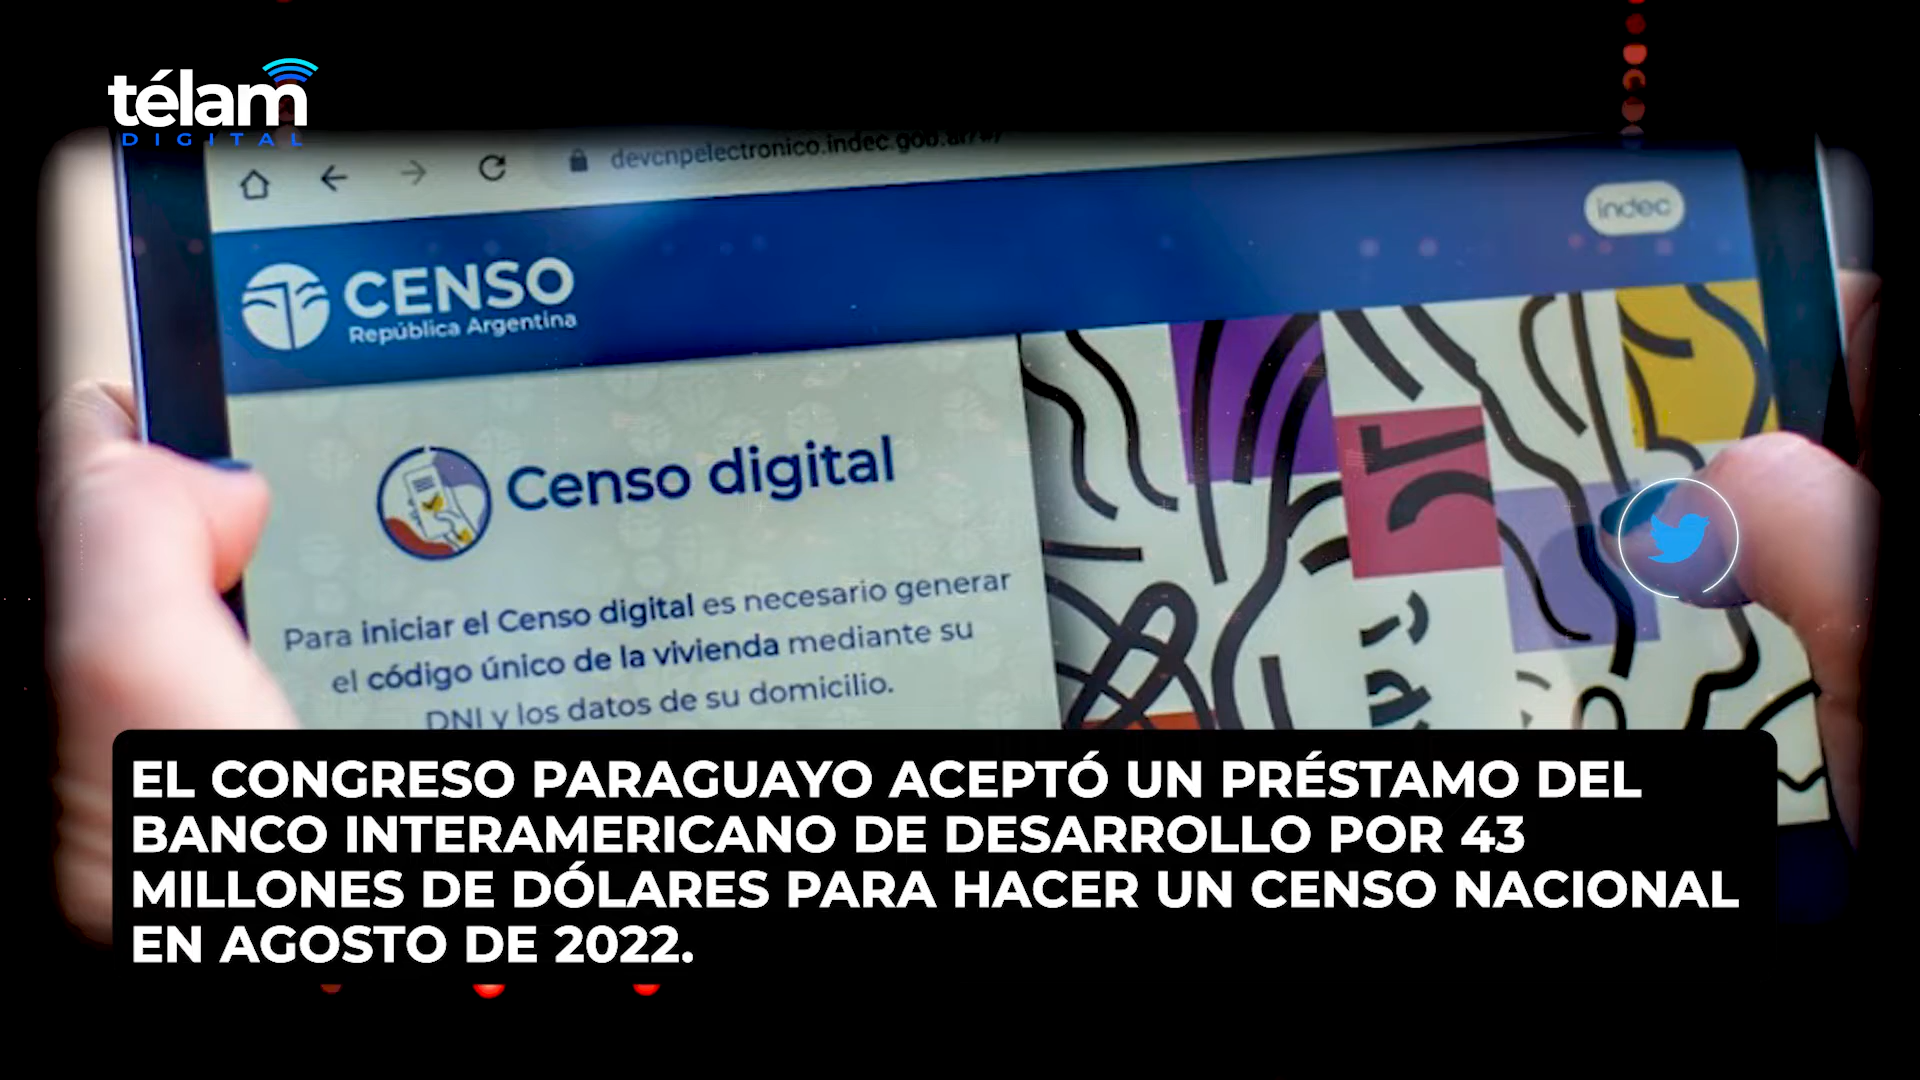 télam
DIGITAL
devcnpelectronico.indec.gob.ar/#/
indec
CENSO
República Argentina
Censo digital
Para iniciar el Censo digital es necesario generar
el código único de la vivienda mediante su
DNI y los datos de su domicilio.
EL CONGRESO PARAGUAYO ACEPTÓ UN PRÉSTAMO DEL
BANCO INTERAMERICANO DE DESARROLLO POR 43
MILLONES DE DÓLARES PARA HACER UN CENSO NACIONAL
EN AGOSTO DE 2022.